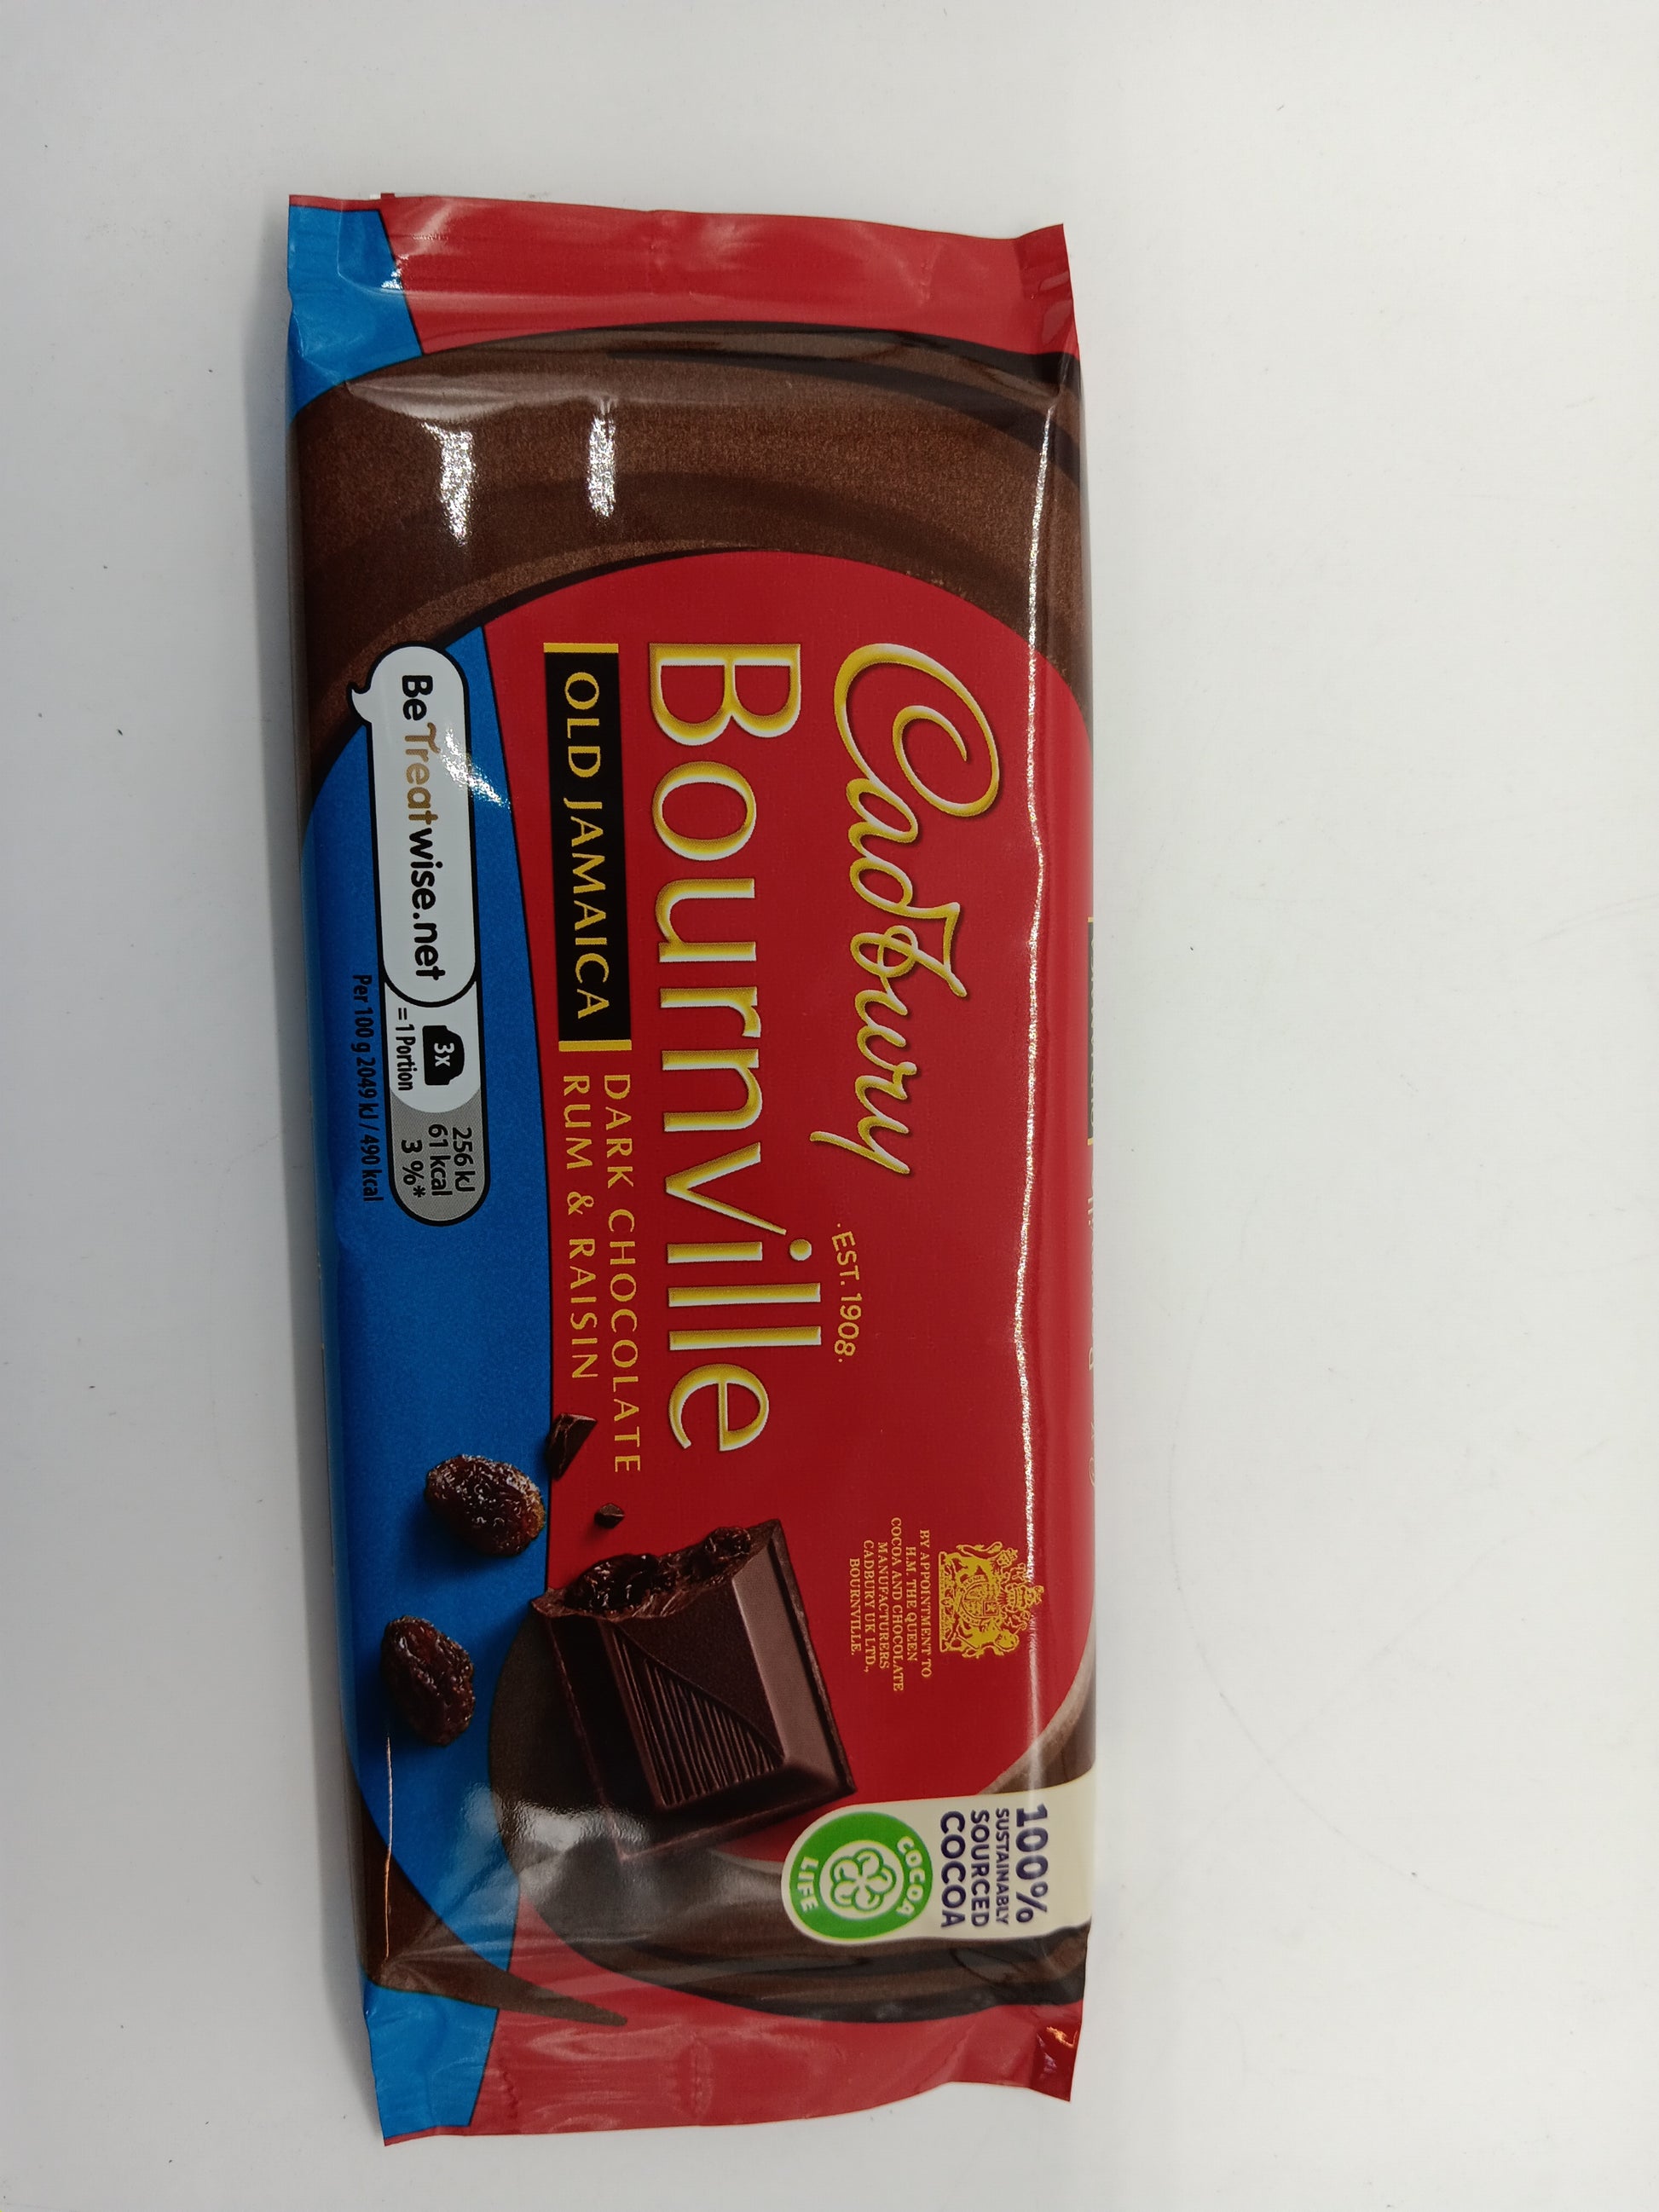 Cadbury
·EST. 1908·
Bournville
OLD JAMAICA
DARK CHOCOLATE
RUM & RAISIN
BY APPOINTMENT TO
H.M. THE QUEEN
COCOA AND CHOCOLATE
MANUFACTURERS
CADBURY UK LTD.,
BOURNVILLE.
100%
SUSTAINABLY
SOURCED
COCOA
COCOA
LIFE
BeTreatwise.net
3x
=1 Portion
256 kJ
61 kcal
3 %*
Per 100 g 2049 kJ / 490 kcal